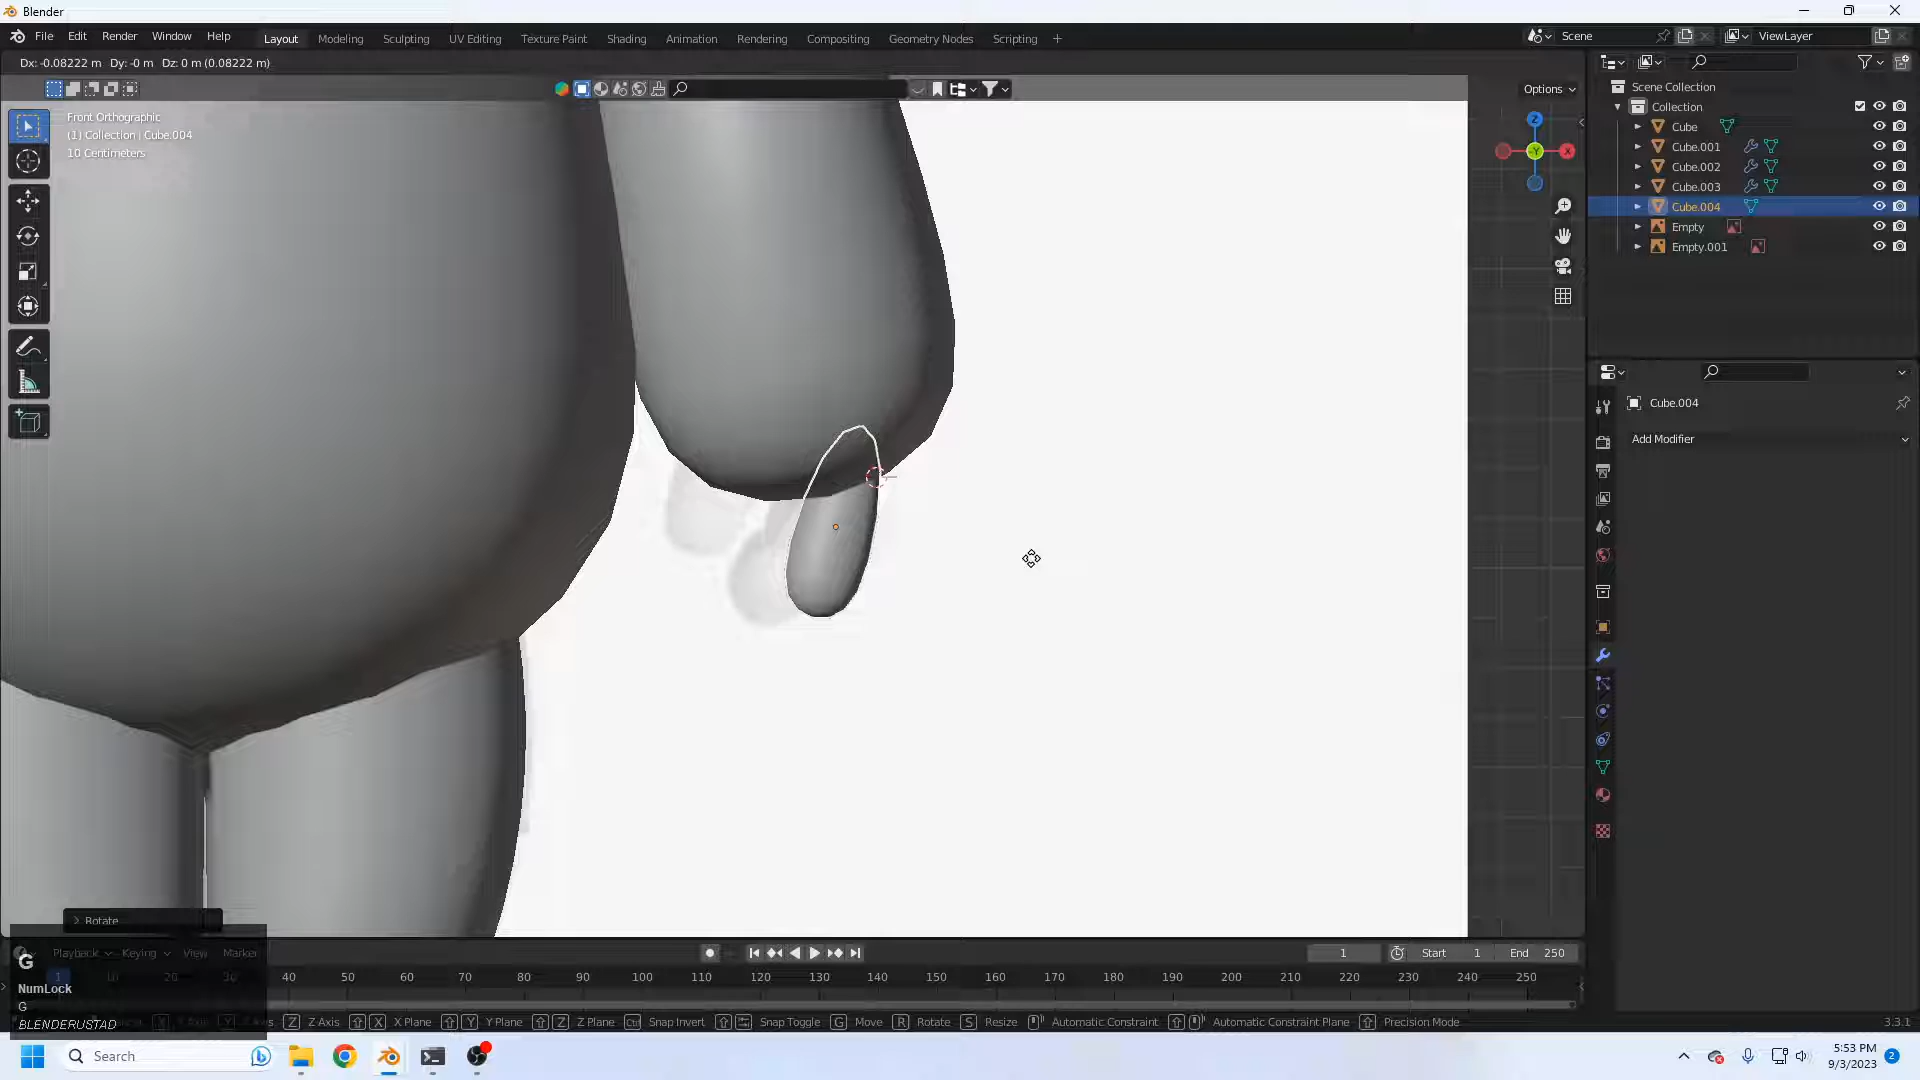 Blender
File Edit Render Window Help
Layout Modeling Sculpting UV Editing Texture Paint Shading Animation Rendering Compositing Geometry Nodes Scripting +
Scene
ViewLayer
Dx: -0.08222 m Dy: -0 m Dz: 0 m (0.08222 m)
Options
Front Orthographic
(1) Collection | Cube.004
10 Centimeters
Z
Y
X
Scene Collection
Collection
Cube
Cube.001
Cube.002
Cube.003
Cube.004
Empty
Empty.001
Cube.004
Add Modifier
Rotate
Playback Keying View Marker
1
Start 1
End 250
1 10 20 30 40 50 60 70 80 90 100 110 120 130 140 150 160 170 180 190 200 210 220 230 240 250
G
NumLock
G
BLENDERUSTAD
Z Z Axis X X Plane Y Y Plane Z Z Plane Ctrl Snap Invert Snap Toggle G Move R Rotate S Resize Automatic Constraint Automatic Constraint Plane Precision Mode
3.3.1
Search
5:53 PM
9/3/2023
2